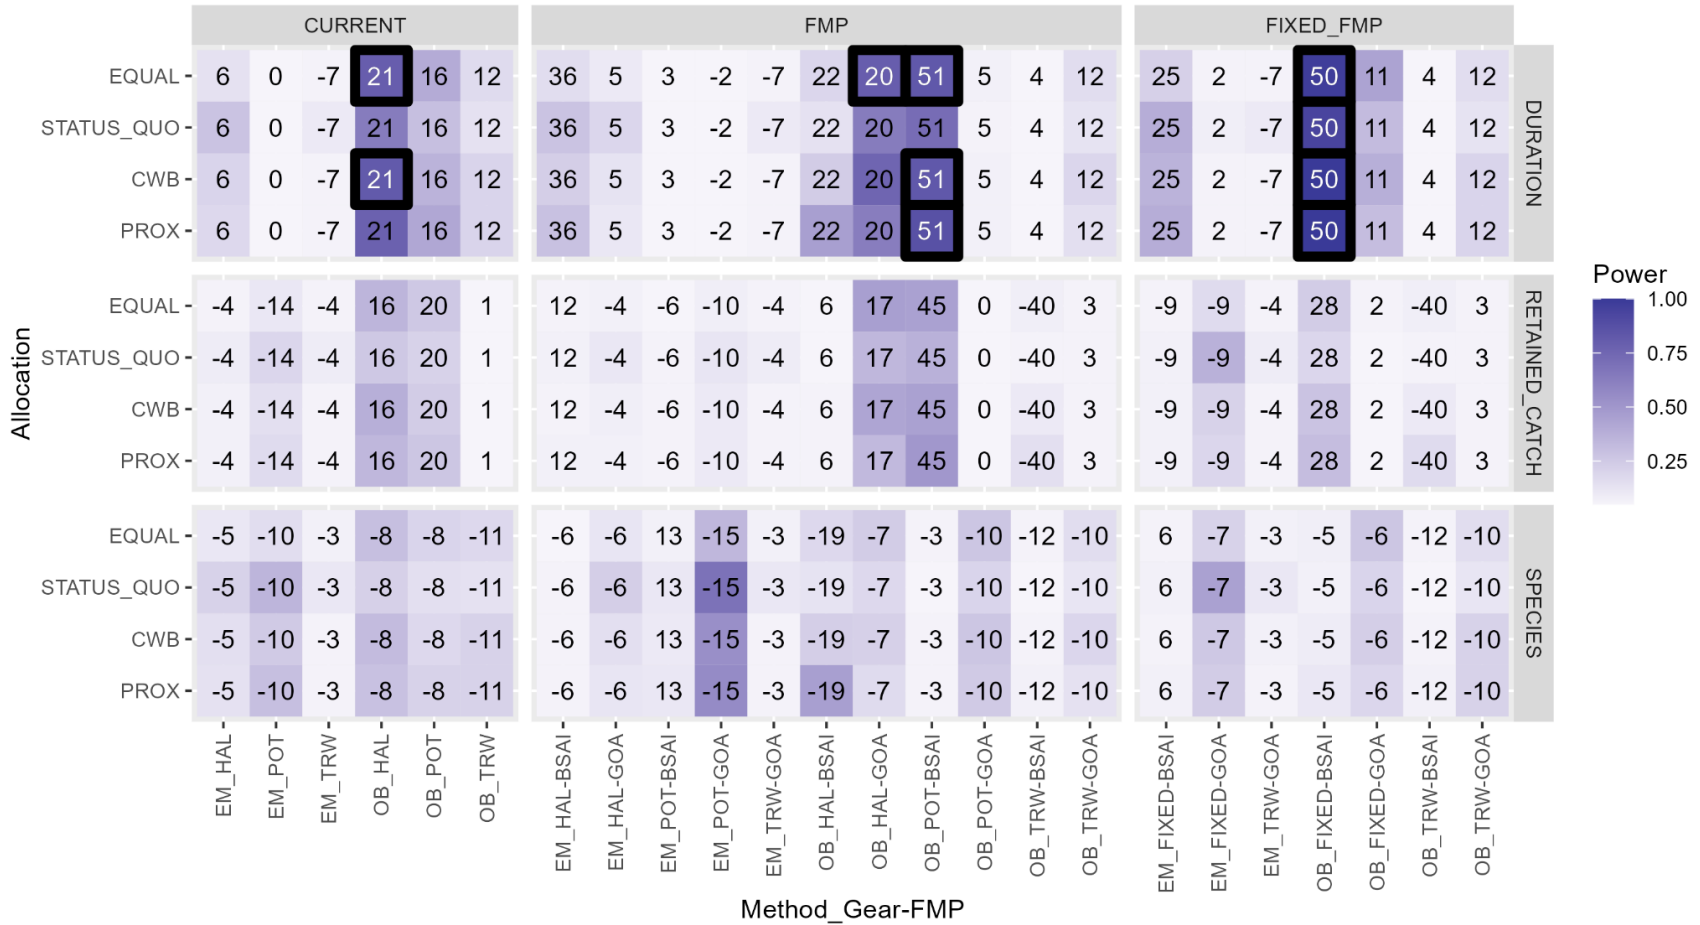 CURRENT FMP FIXED_FMP
EQUAL 6 0 -7 21 16 12 36 5 3 -2 -7 22 20 51 5 4 12 25 2 -7 50 11 4 12
STATUS_QUO 6 0 -7 21 16 12 36 5 3 -2 -7 22 20 51 5 4 12 25 2 -7 50 11 4 12
CWB 6 0 -7 21 16 12 36 5 3 -2 -7 22 20 51 5 4 12 25 2 -7 50 11 4 12
PROX 6 0 -7 21 16 12 36 5 3 -2 -7 22 20 51 5 4 12 25 2 -7 50 11 4 12
DURATION
EQUAL -4 -14 -4 16 20 1 12 -4 -6 -10 -4 6 17 45 0 -40 3 -9 -9 -4 28 2 -40 3
STATUS_QUO -4 -14 -4 16 20 1 12 -4 -6 -10 -4 6 17 45 0 -40 3 -9 -9 -4 28 2 -40 3
CWB -4 -14 -4 16 20 1 12 -4 -6 -10 -4 6 17 45 0 -40 3 -9 -9 -4 28 2 -40 3
PROX -4 -14 -4 16 20 1 12 -4 -6 -10 -4 6 17 45 0 -40 3 -9 -9 -4 28 2 -40 3
RETAINED_CATCH
EQUAL -5 -10 -3 -8 -8 -11 -6 -6 13 -15 -3 -19 -7 -3 -10 -12 -10 6 -7 -3 -5 -6 -12 -10
STATUS_QUO -5 -10 -3 -8 -8 -11 -6 -6 13 -15 -3 -19 -7 -3 -10 -12 -10 6 -7 -3 -5 -6 -12 -10
CWB -5 -10 -3 -8 -8 -11 -6 -6 13 -15 -3 -19 -7 -3 -10 -12 -10 6 -7 -3 -5 -6 -12 -10
PROX -5 -10 -3 -8 -8 -11 -6 -6 13 -15 -3 -19 -7 -3 -10 -12 -10 6 -7 -3 -5 -6 -12 -10
SPECIES
Allocation
EM_HAL
EM_POT
EM_TRW
OB_HAL
OB_POT
OB_TRW
EM_HAL-BSAI
EM_HAL-GOA
EM_POT-BSAI
EM_POT-GOA
EM_TRW-GOA
OB_HAL-BSAI
OB_HAL-GOA
OB_POT-BSAI
OB_POT-GOA
OB_TRW-BSAI
OB_TRW-GOA
EM_FIXED-BSAI
EM_FIXED-GOA
EM_TRW-GOA
OB_FIXED-BSAI
OB_FIXED-GOA
OB_TRW-BSAI
OB_TRW-GOA
Method_Gear-FMP
Power
1.00
0.75
0.50
0.25